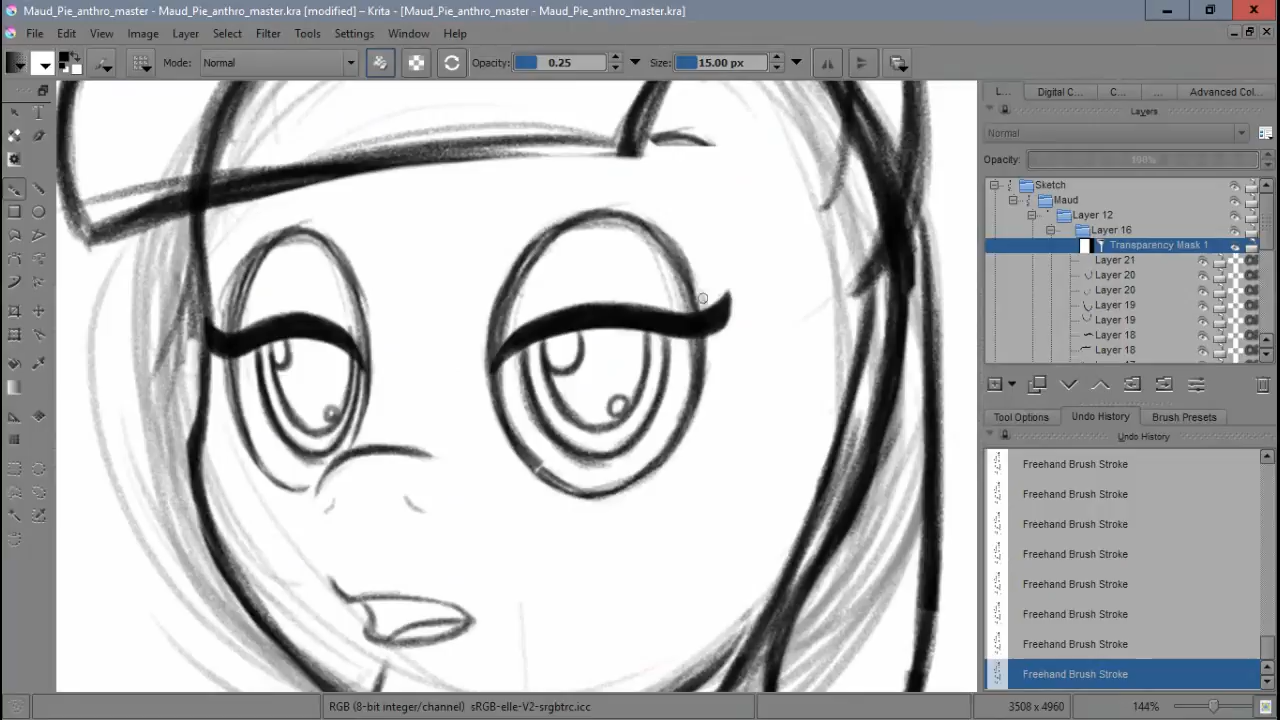 Maud_Pie_anthro_master - Maud_Pie_anthro_master.kra [modified] – Krita - [Maud_Pie_anthro_master - Maud_Pie_anthro_master.kra]
File Edit View Image Layer Select Filter Tools Settings Window Help
Mode: Normal Opacity: 0.25 Size: 15.00 px
L... Digital C... C... ... Advanced Col...
Layers
Normal
Opacity: 100%
Sketch
Maud
Layer 12
Layer 16
Transparency Mask 1
Layer 21
Layer 20
Layer 20
Layer 19
Layer 19
Layer 18
Layer 18
Tool Options Undo History Brush Presets
Undo History
Freehand Brush Stroke
Freehand Brush Stroke
Freehand Brush Stroke
Freehand Brush Stroke
Freehand Brush Stroke
Freehand Brush Stroke
Freehand Brush Stroke
Freehand Brush Stroke
RGB (8-bit integer/channel) sRGB-elle-V2-srgbtrc.icc 3508 x 4960 144%